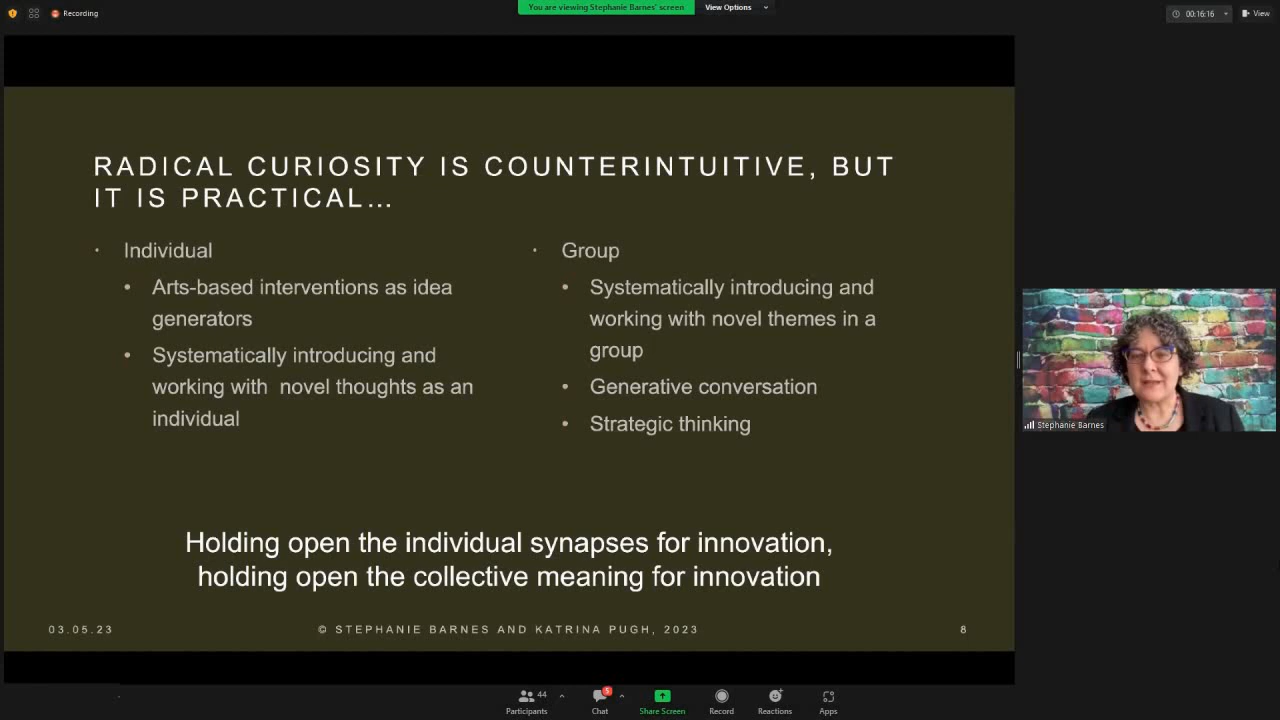 Recording
You are viewing Stephanie Barnes' screen
View Options
00:16:16
View
RADICAL CURIOSITY IS COUNTERINTUITIVE, BUT
IT IS PRACTICAL…
· Individual
• Arts-based interventions as idea
generators
• Systematically introducing and
working with novel thoughts as an
individual
· Group
• Systematically introducing and
working with novel themes in a
group
• Generative conversation
• Strategic thinking
Holding open the individual synapses for innovation,
holding open the collective meaning for innovation
03.05.23
© STEPHANIE BARNES AND KATRINA PUGH, 2023
8
Stephanie Barnes
44
Participants
5
Chat
Share Screen
Record
Reactions
Apps